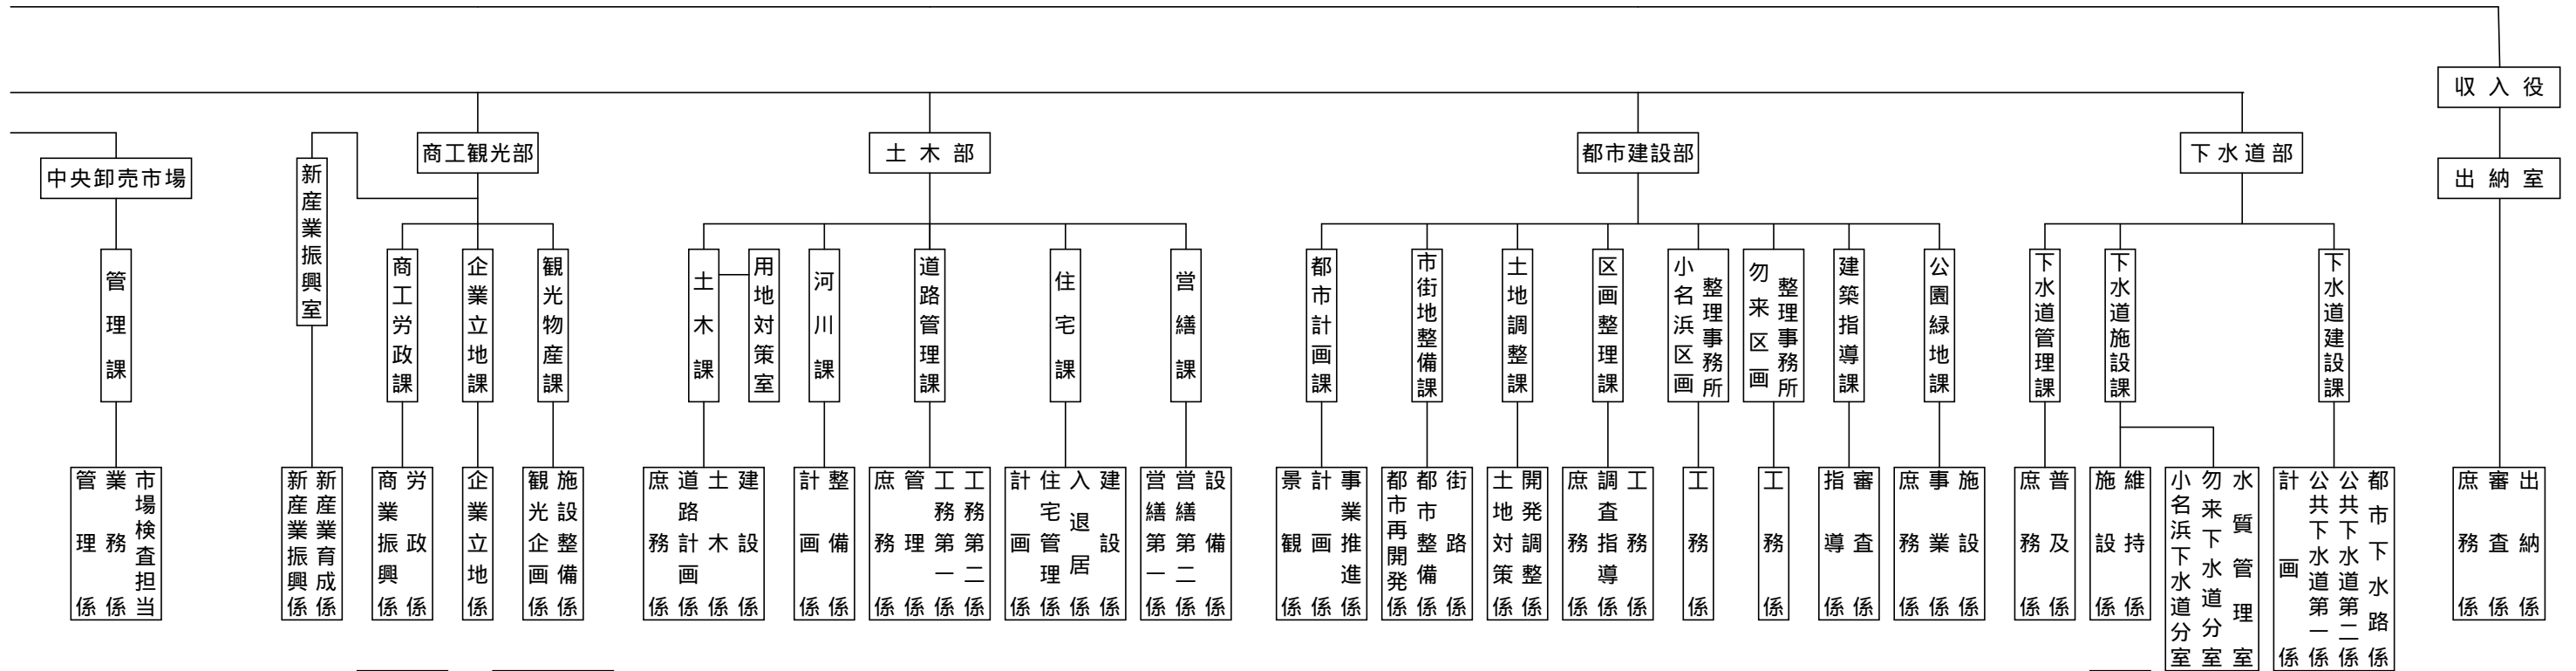 収入役
商工観光部
土木部
都市建設部
下水道部
中央卸売市場
新産業振興室
出納室
管理課
商工労政課
企業立地課
観光物産課
土木課
用地対策室
河川課
道路管理課
住宅課
営繕課
都市計画課
市街地整備課
土地調整課
区画整理課
小名浜区画
整理事務所
勿来区画
整理事務所
建築指導課
公園緑地課
下水道管理課
下水道施設課
下水道建設課
管理係
業務係
市場検査担当
新産業振興係
新産業育成係
商業振興係
労政係
企業立地係
観光企画係
施設整備係
庶務係
道路計画係
土木係
建設係
計画係
整備係
庶務係
管理係
工務第一係
工務第二係
計画係
住宅管理係
入退居係
建設係
営繕第一係
営繕第二係
設備係
景観係
計画係
事業推進係
都市再開発係
都市整備係
街路係
土地対策係
開発調整係
庶務係
調査指導係
工務係
工務係
工務係
指導係
審査係
庶務係
事業係
施設係
庶務係
普及係
施設係
維持係
小名浜下水道分室
勿来下水道分室
水質管理室
計画係
公共下水道第一係
公共下水道第二係
都市下水路係
庶務係
審査係
出納係